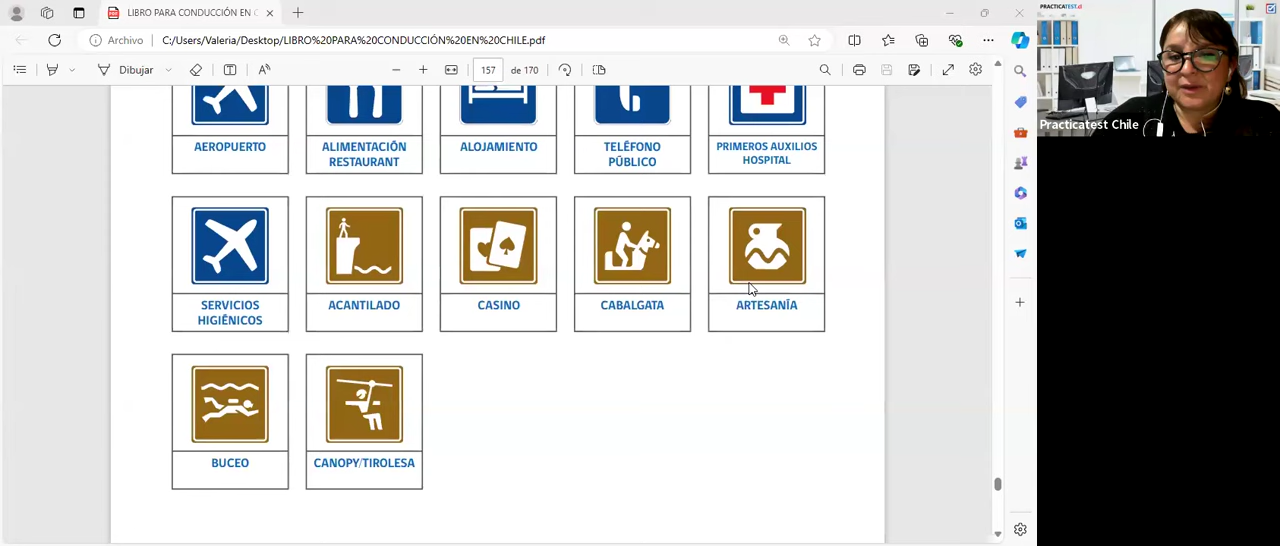 LIBRO PARA CONDUCCIÓN EN C
PRACTICATEST.cl
Archivo
C:/Users/Valeria/Desktop/LIBRO%20PARA%20CONDUCCIÓN%20EN%20CHILE.pdf
Dibujar
157 de 170
Practicatest Chile
AEROPUERTO
ALIMENTACIÓN
RESTAURANT
ALOJAMIENTO
TELÉFONO
PÚBLICO
PRIMEROS AUXILIOS
HOSPITAL
SERVICIOS
HIGIÉNICOS
ACANTILADO
CASINO
CABALGATA
ARTESANÍA
BUCEO
CANOPY/TIROLESA